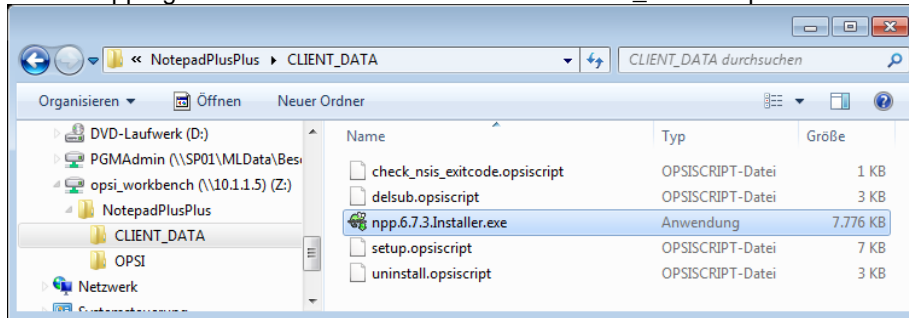 NotepadPlusPlus ▸ CLIENT_DATA
CLIENT_DATA durchsuchen
Organisieren
Öffnen
Neuer Ordner
DVD-Laufwerk (D:)
PGMAdmin (\\SP01\MLData\Bes
opsi_workbench (\\10.1.1.5) (Z:)
NotepadPlusPlus
CLIENT_DATA
OPSI
Netzwerk
Name Typ Größe
check_nsis_exitcode.opsiscript OPSISCRIPT-Datei 1 KB
delsub.opsiscript OPSISCRIPT-Datei 3 KB
npp.6.7.3.Installer.exe Anwendung 7.776 KB
setup.opsiscript OPSISCRIPT-Datei 7 KB
uninstall.opsiscript OPSISCRIPT-Datei 3 KB